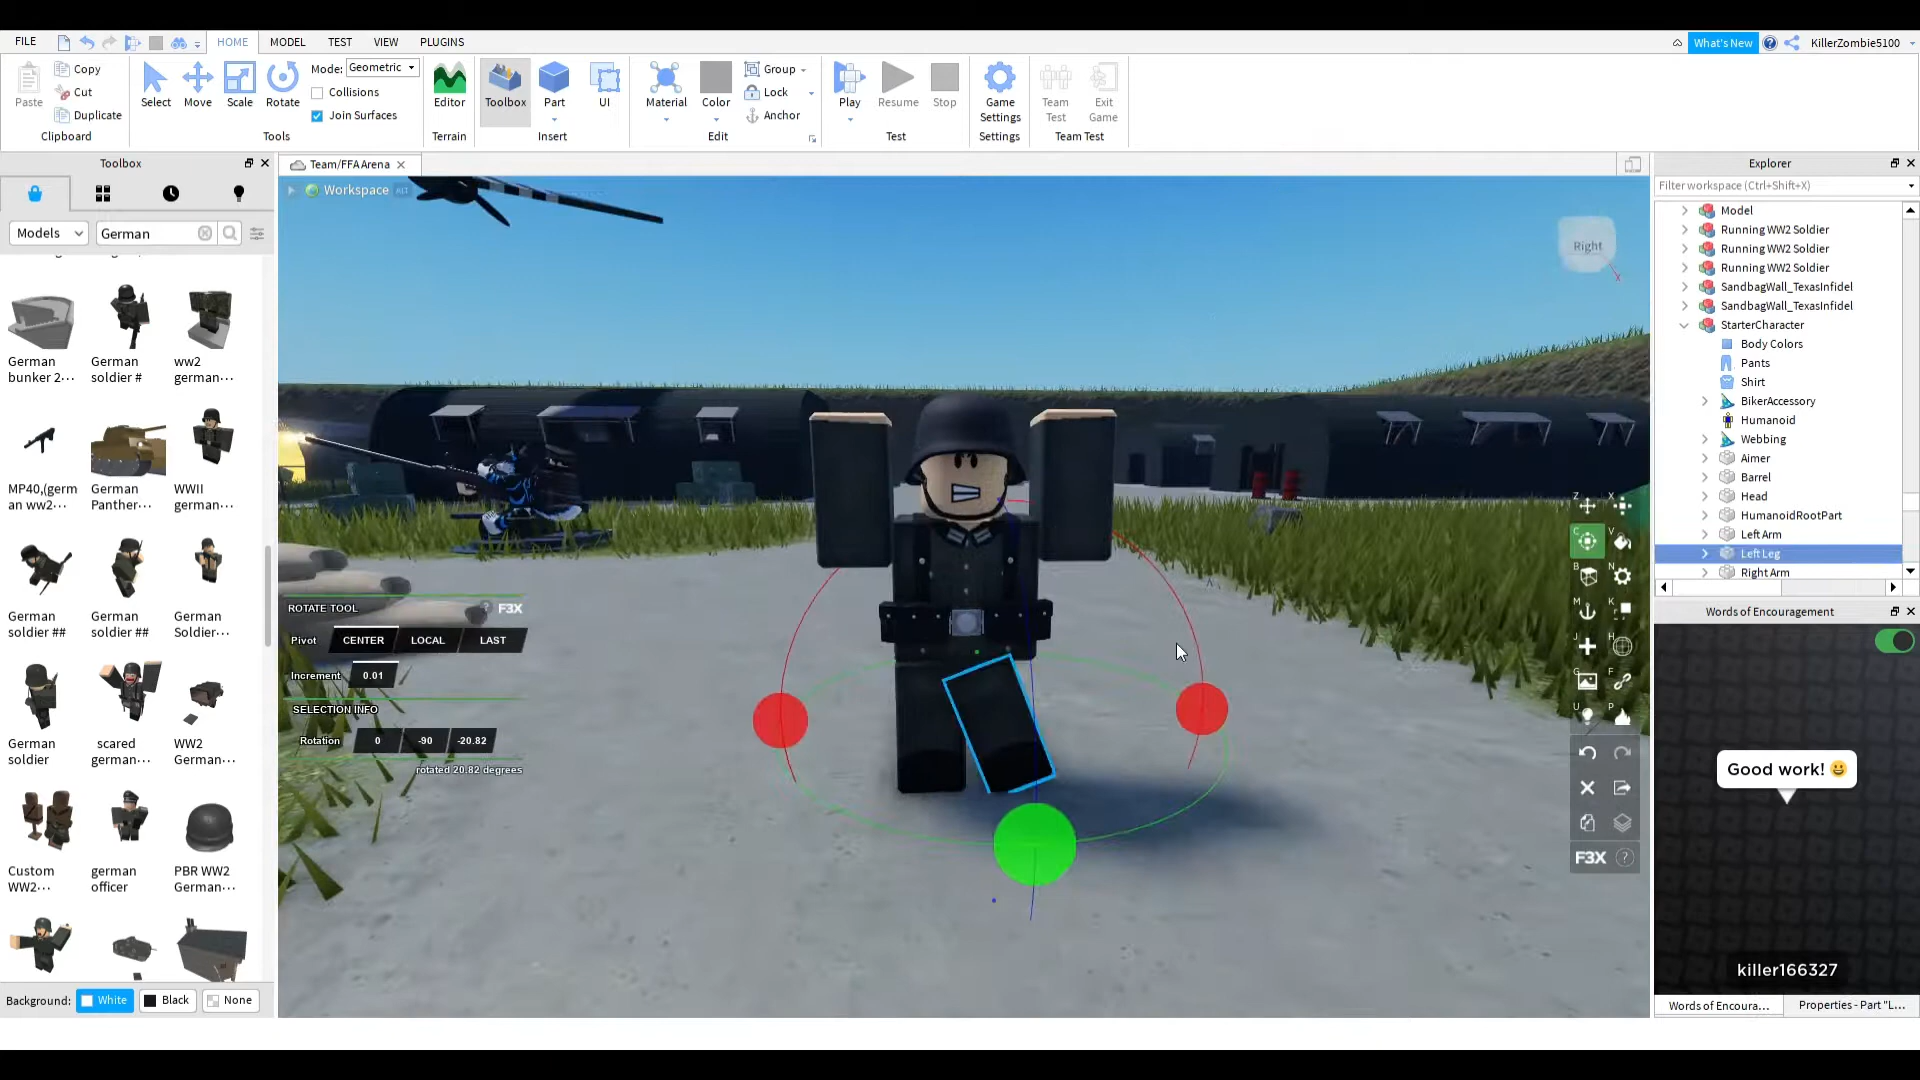 FILE
HOME
MODEL
TEST
VIEW
PLUGINS
What's New
KillerZombie5100
Paste
Copy
Cut
Duplicate
Clipboard
Select
Move
Scale
Rotate
Mode: Geometric
Collisions
Join Surfaces
Tools
Editor
Terrain
Toolbox
Part
UI
Insert
Material
Color
Group
Lock
Anchor
Edit
Play
Resume
Stop
Test
Game
Settings
Settings
Team
Test
Exit
Game
Team Test
Toolbox
Models
German
German
bunker 2...
German
soldier #
ww2
german...
MP40,(germ
an ww2...
German
Panther...
WWII
german...
German
soldier ##
German
soldier ##
German
Soldier...
German
soldier
scared
german...
WW2
German...
Custom
WW2...
german
officer
PBR WW2
German...
Background: White Black None
Team/FFA Arena
Workspace ALT
Right
X
ROTATE TOOL ? F3X
Pivot CENTER LOCAL LAST
Increment 0.01
SELECTION INFO
Rotation 0 -90 -20.82
rotated 20.82 degrees
Z X
C V
B N
M K
J H
G F
U P
F3X ?
Explorer
Filter workspace (Ctrl+Shift+X)
Model
Running WW2 Soldier
Running WW2 Soldier
Running WW2 Soldier
SandbagWall_TexasInfidel
SandbagWall_TexasInfidel
StarterCharacter
Body Colors
Pants
Shirt
BikerAccessory
Humanoid
Webbing
Aimer
Barrel
Head
HumanoidRootPart
Left Arm
Left Leg
Right Arm
Words of Encouragement
Good work! 😀
killer166327
Words of Encoura...
Properties - Part "L...